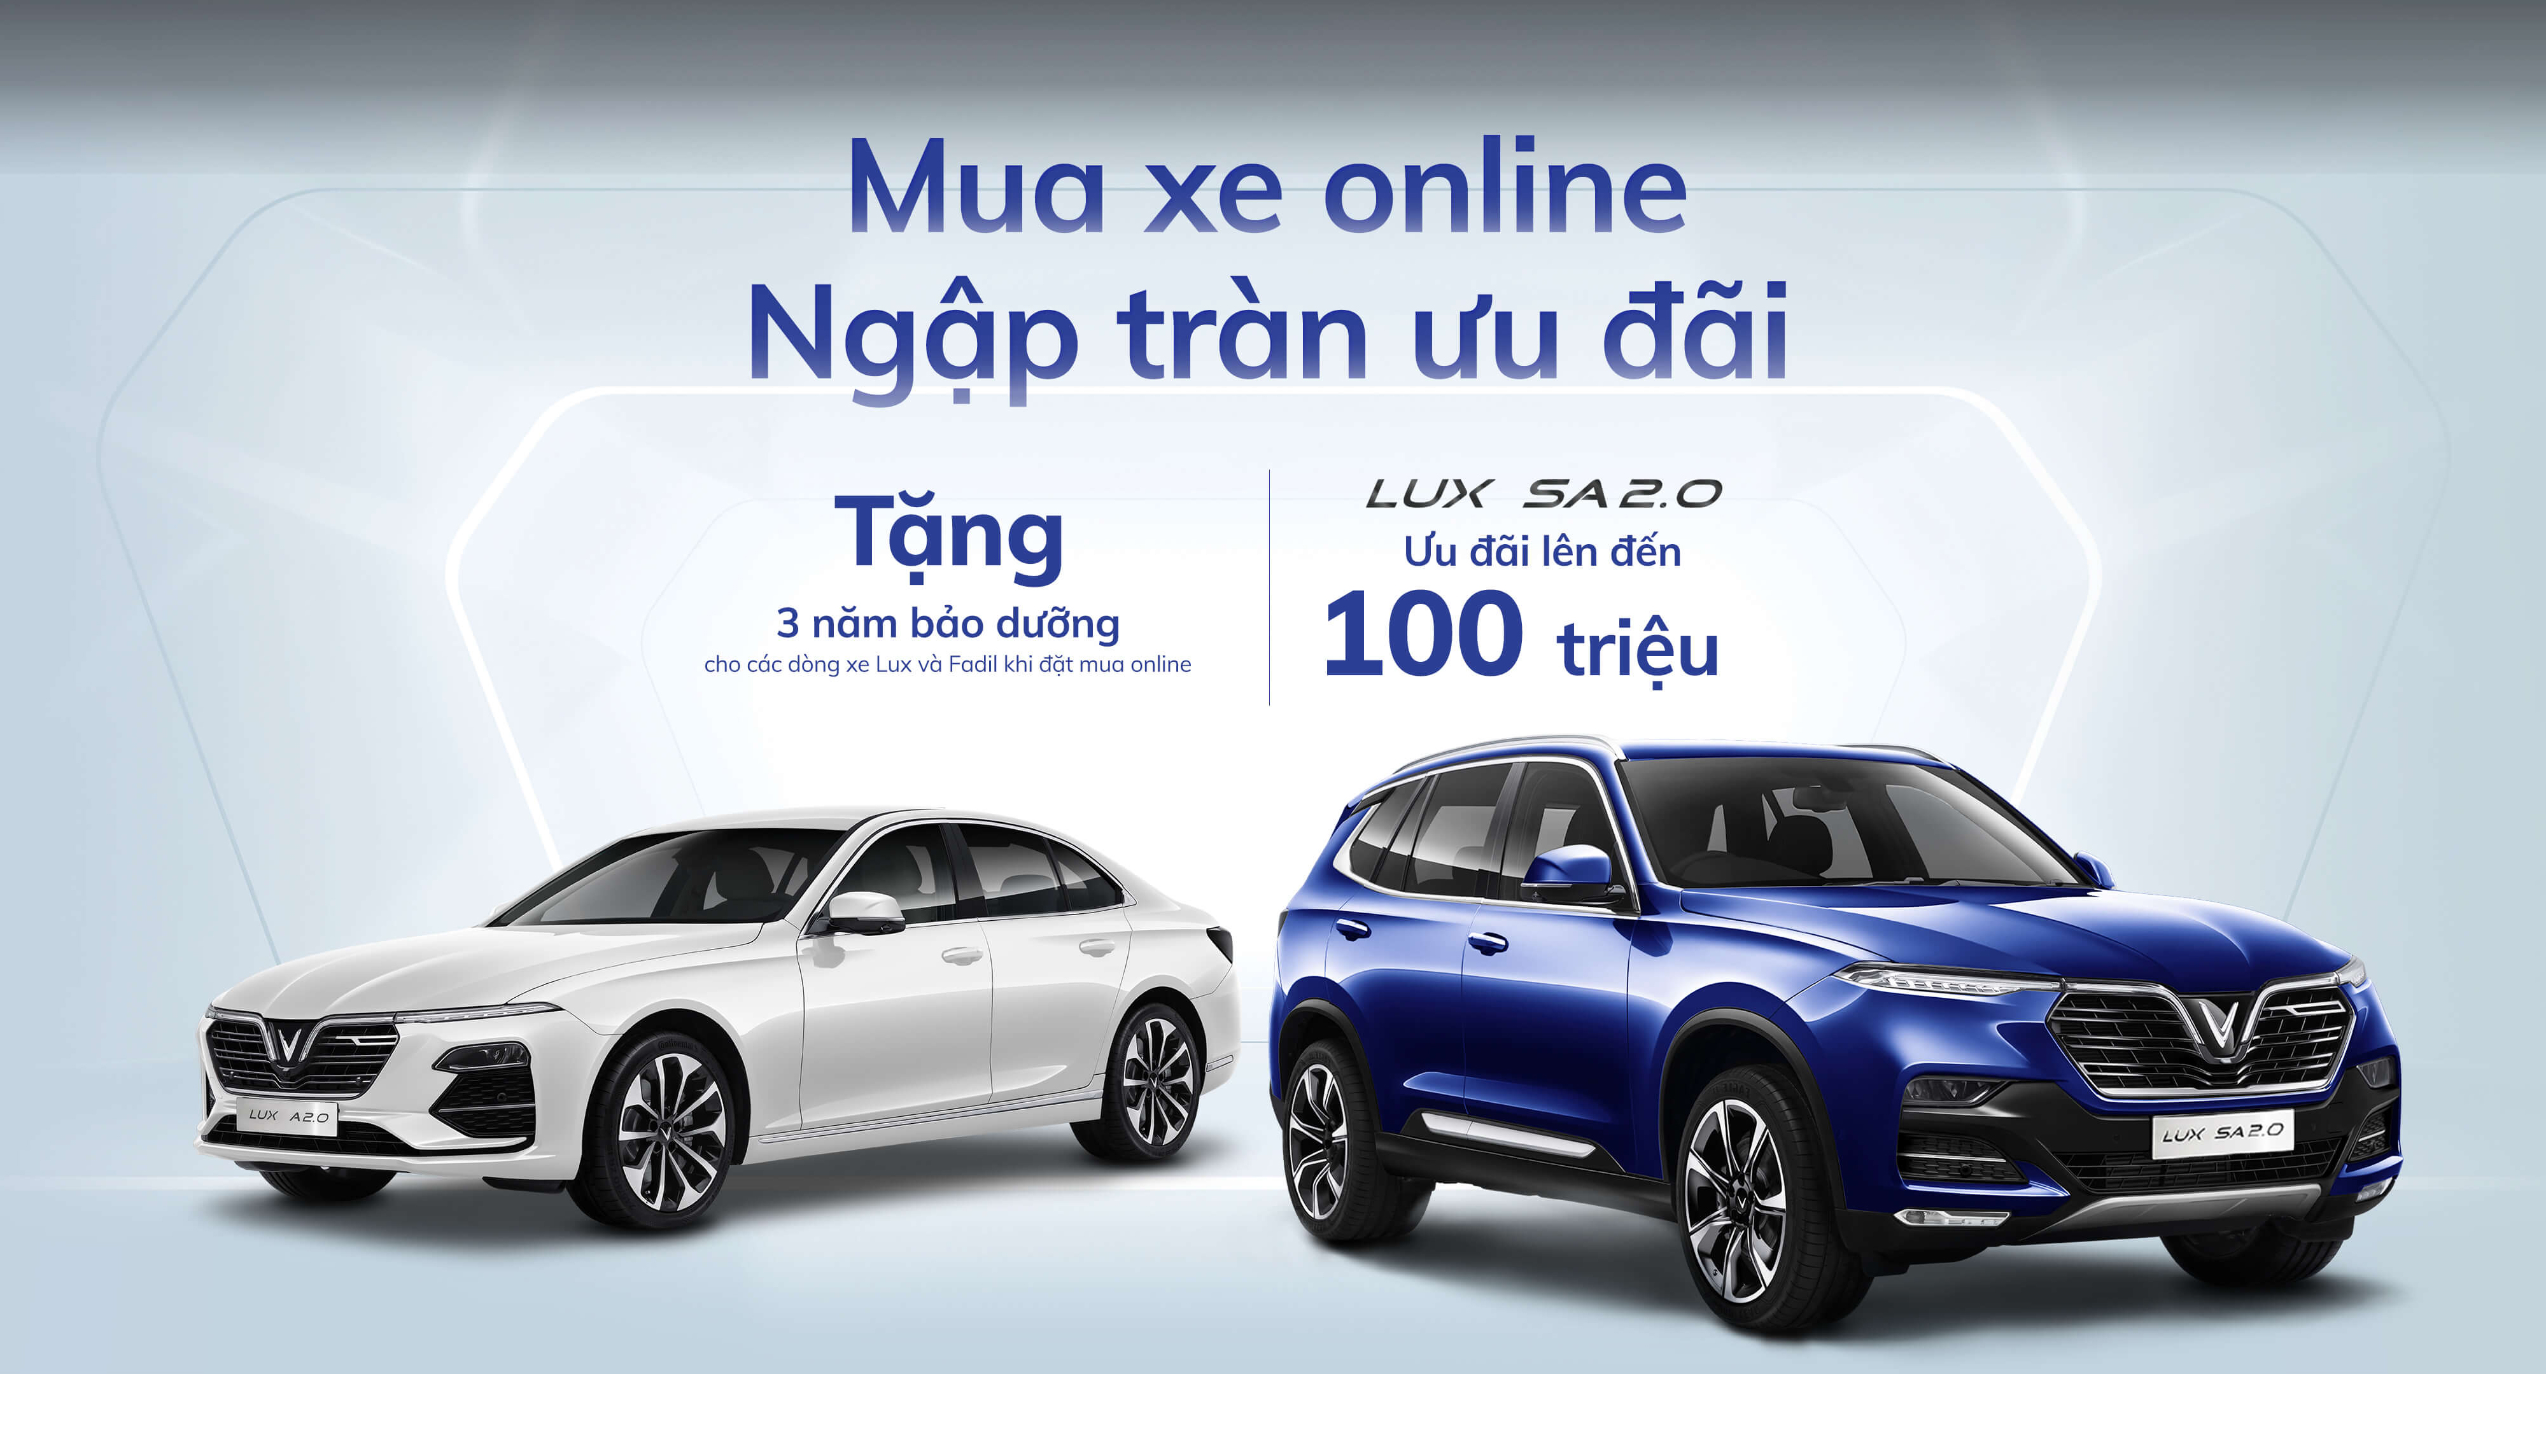 Mua xe online
Ngập tràn ưu đãi
Tặng
3 năm bảo dưỡng
cho các dòng xe Lux và Fadil khi đặt mua online
LUX SA2.0
Ưu đãi lên đến
100 triệu
LUX A2.0
LUX SA2.0